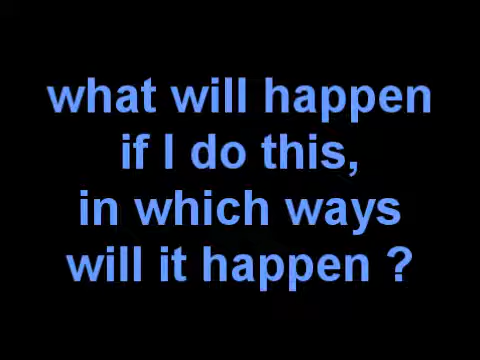 what will happen
if I do this,
in which ways
will it happen ?